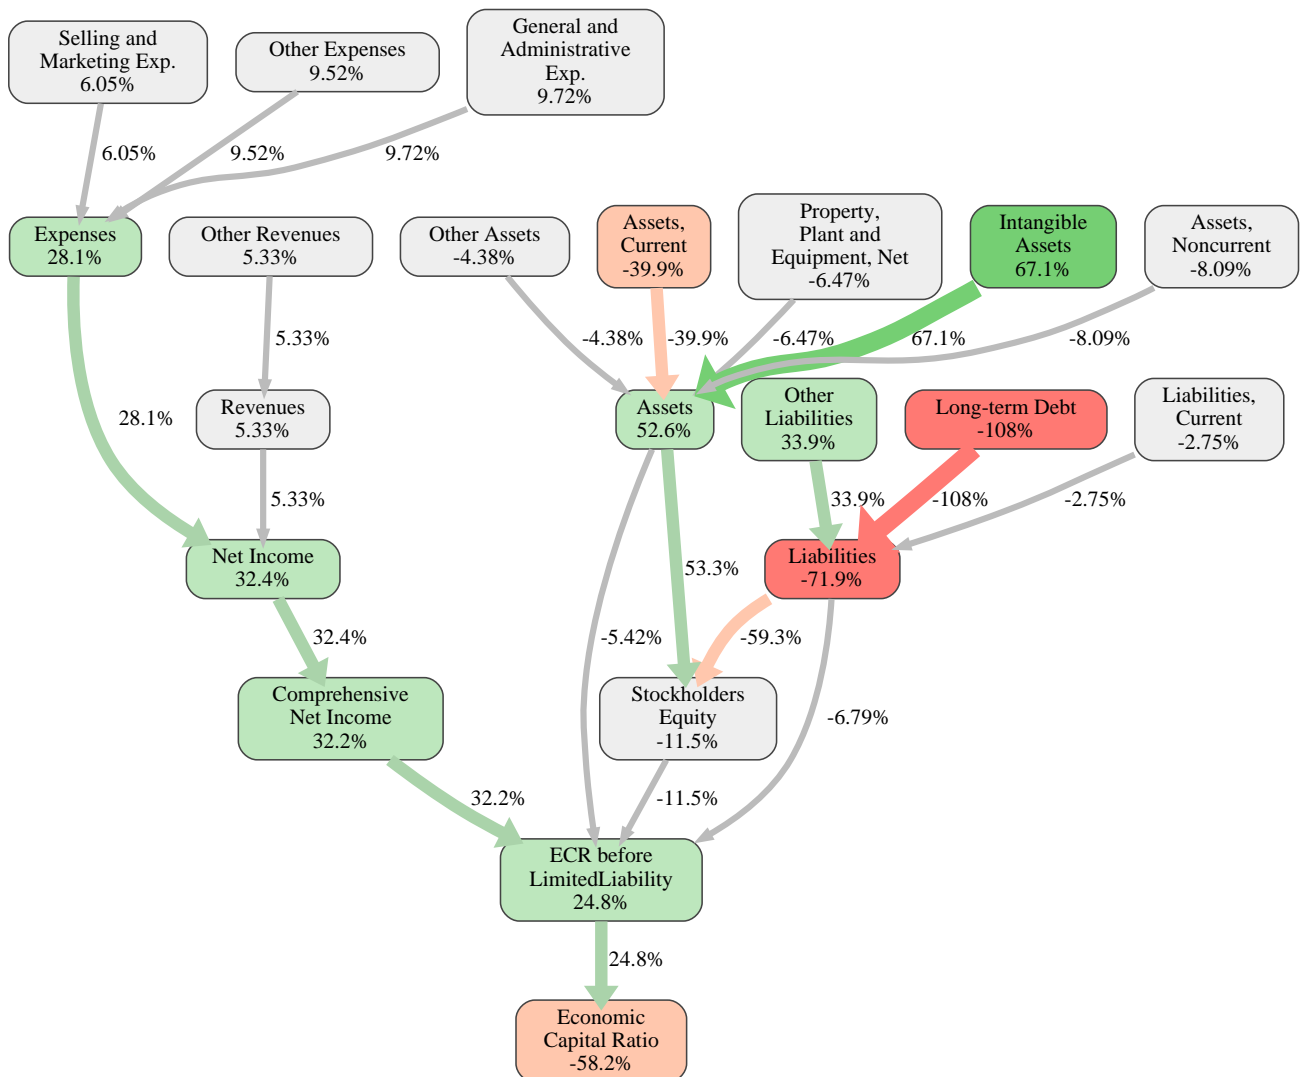 Selling and
Marketing Exp.
6.05%
Other Expenses
9.52%
General and
Administrative
Exp.
9.72%
6.05%
9.52%
9.72%
Expenses
28.1%
Other Revenues
5.33%
Other Assets
-4.38%
Assets,
Current
-39.9%
Property,
Plant and
Equipment, Net
-6.47%
Intangible
Assets
67.1%
Assets,
Noncurrent
-8.09%
5.33%
-4.38%
-39.9%
-6.47%
67.1%
-8.09%
28.1%
Revenues
5.33%
Assets
52.6%
Other
Liabilities
33.9%
Long-term Debt
-108%
Liabilities,
Current
-2.75%
5.33%
33.9%
-108%
-2.75%
Net Income
32.4%
53.3%
Liabilities
-71.9%
32.4%
-5.42%
-59.3%
Comprehensive
Net Income
32.2%
Stockholders
Equity
-11.5%
-6.79%
32.2%
-11.5%
ECR before
LimitedLiability
24.8%
24.8%
Economic
Capital Ratio
-58.2%